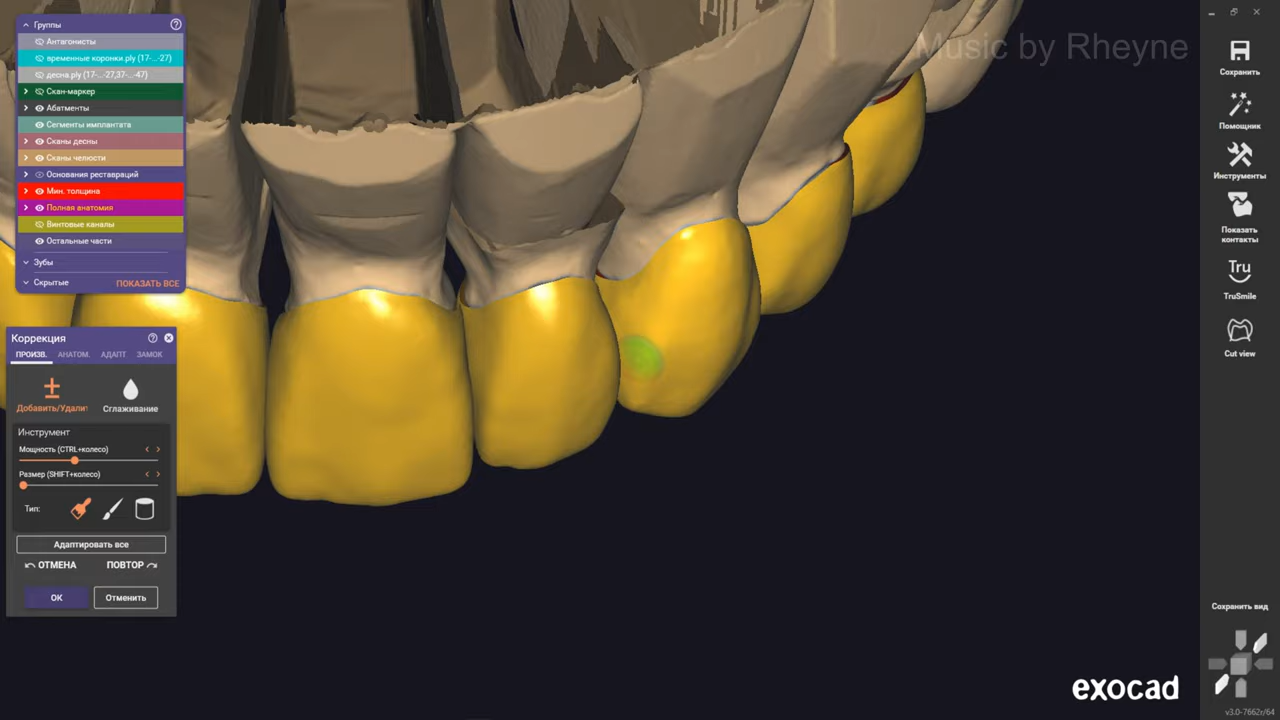 Группы
Антагонисты
временные коронки.ply (17-...-27)
десна.ply (17-...-27,37-...-47)
Скан-маркер
Абатменты
Сегменты имплантата
Сканы десны
Сканы челюсти
Основания реставраций
Мин. толщина
Полная анатомия
Винтовые каналы
Остальные части
Зубы
Скрытые ПОКАЗАТЬ ВСЕ
Коррекция
ПРОИЗВ. АНАТОМ. АДАПТ ЗАМОК
Добавить/Удалит
Сглаживание
Инструмент
Мощность (CTRL+колесо)
Размер (SHIFT+колесо)
Тип:
Адаптировать все
ОТМЕНА ПОВТОР
OK Отменить
Music by Rheyne
Сохранить
Помощник
Инструменты
Показать
контакты
Tru
TruSmile
Cut view
Сохранить вид
exocad
v3.0-7662r/64